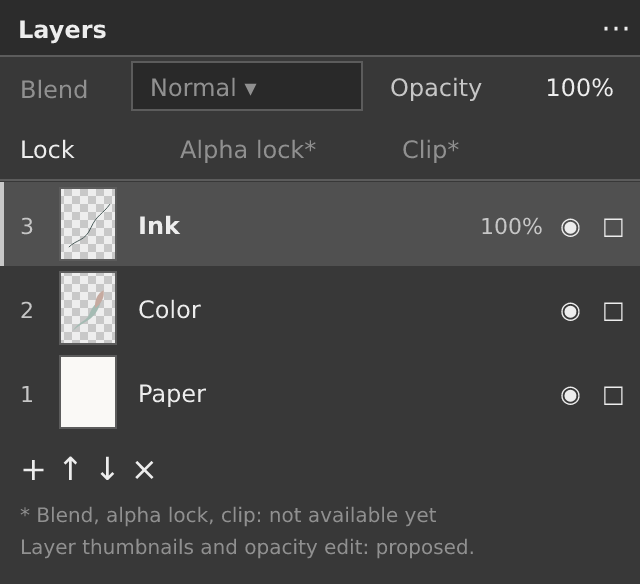 Layers ⋯
Blend Normal ▾ Opacity 100%
Lock Alpha lock* Clip*
3 Ink 100% ◉ □
2 Color ◉ □
1 Paper ◉ □
+ ↑ ↓ ×
* Blend, alpha lock, clip: not available yet
Layer thumbnails and opacity edit: proposed.